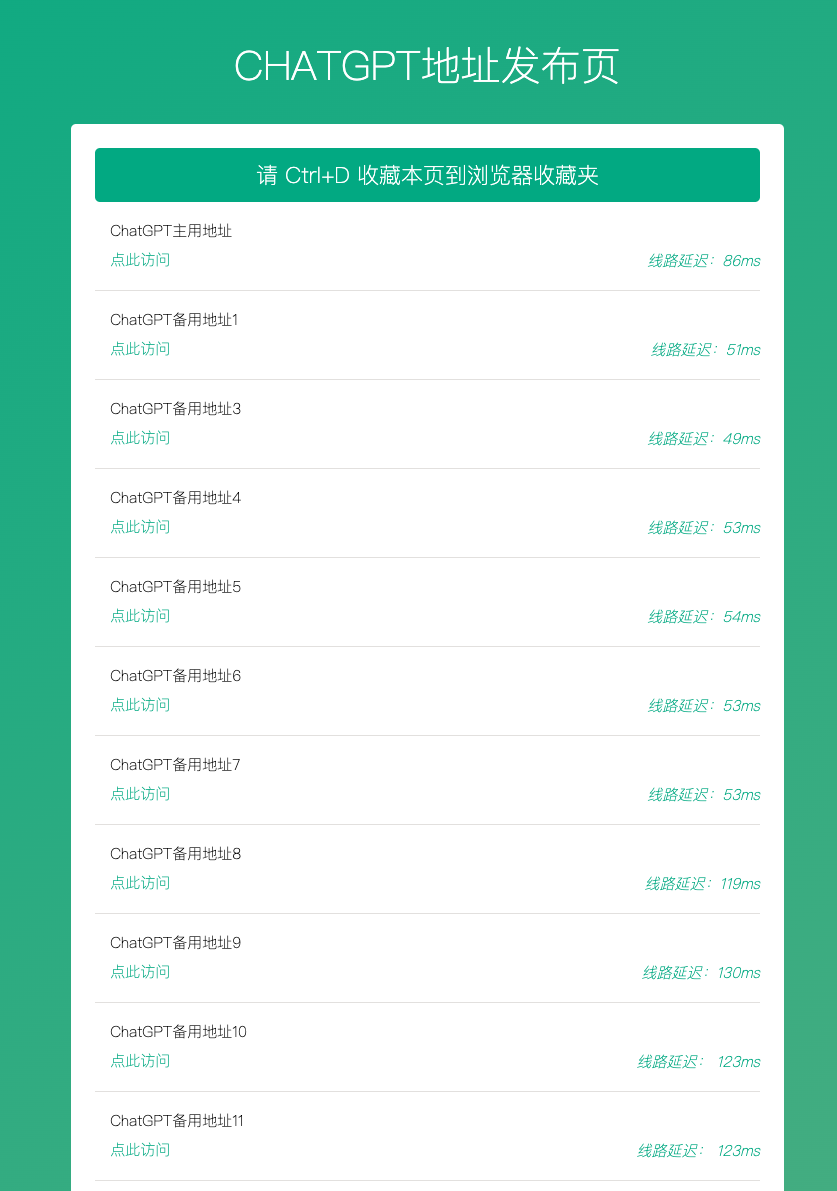 CHATGPT地址发布页
请 Ctrl+D 收藏本页到浏览器收藏夹
ChatGPT主用地址
点此访问 线路延迟：86ms
ChatGPT备用地址1
点此访问 线路延迟：51ms
ChatGPT备用地址3
点此访问 线路延迟：49ms
ChatGPT备用地址4
点此访问 线路延迟：53ms
ChatGPT备用地址5
点此访问 线路延迟：54ms
ChatGPT备用地址6
点此访问 线路延迟：53ms
ChatGPT备用地址7
点此访问 线路延迟：53ms
ChatGPT备用地址8
点此访问 线路延迟：119ms
ChatGPT备用地址9
点此访问 线路延迟：130ms
ChatGPT备用地址10
点此访问 线路延迟： 123ms
ChatGPT备用地址11
点此访问 线路延迟： 123ms